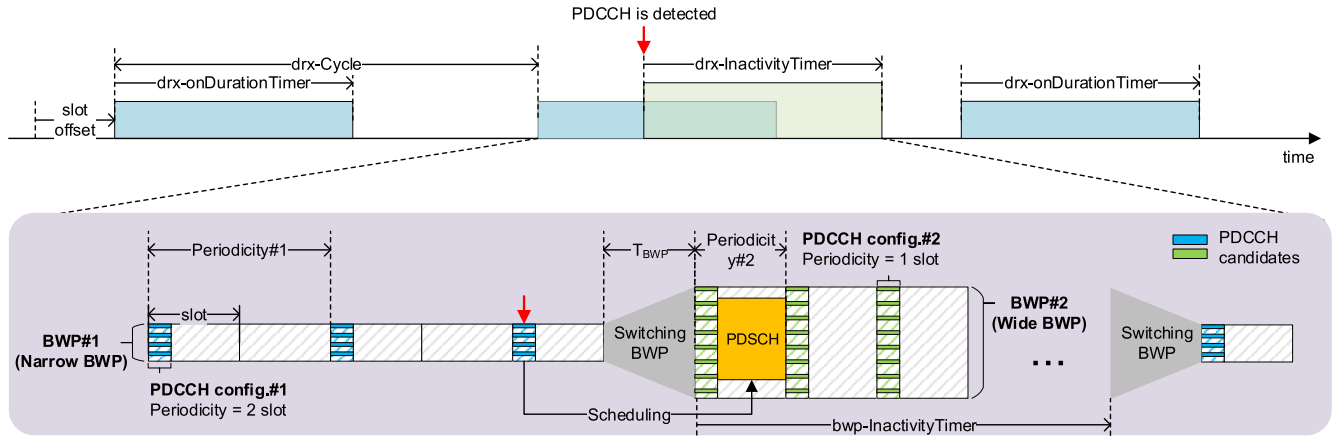 PDCCH is detected
drx-Cycle
drx-InactivityTimer
drx-onDurationTimer
drx-onDurationTimer
slot
offset
time
Periodicity#1
T_BWP
Periodicit
y#2
PDCCH config.#2
Periodicity = 1 slot
PDCCH
candidates
slot
BWP#1
(Narrow BWP)
Switching
BWP
PDSCH
BWP#2
(Wide BWP)
...
Switching
BWP
PDCCH config.#1
Periodicity = 2 slot
Scheduling
bwp-InactivityTimer